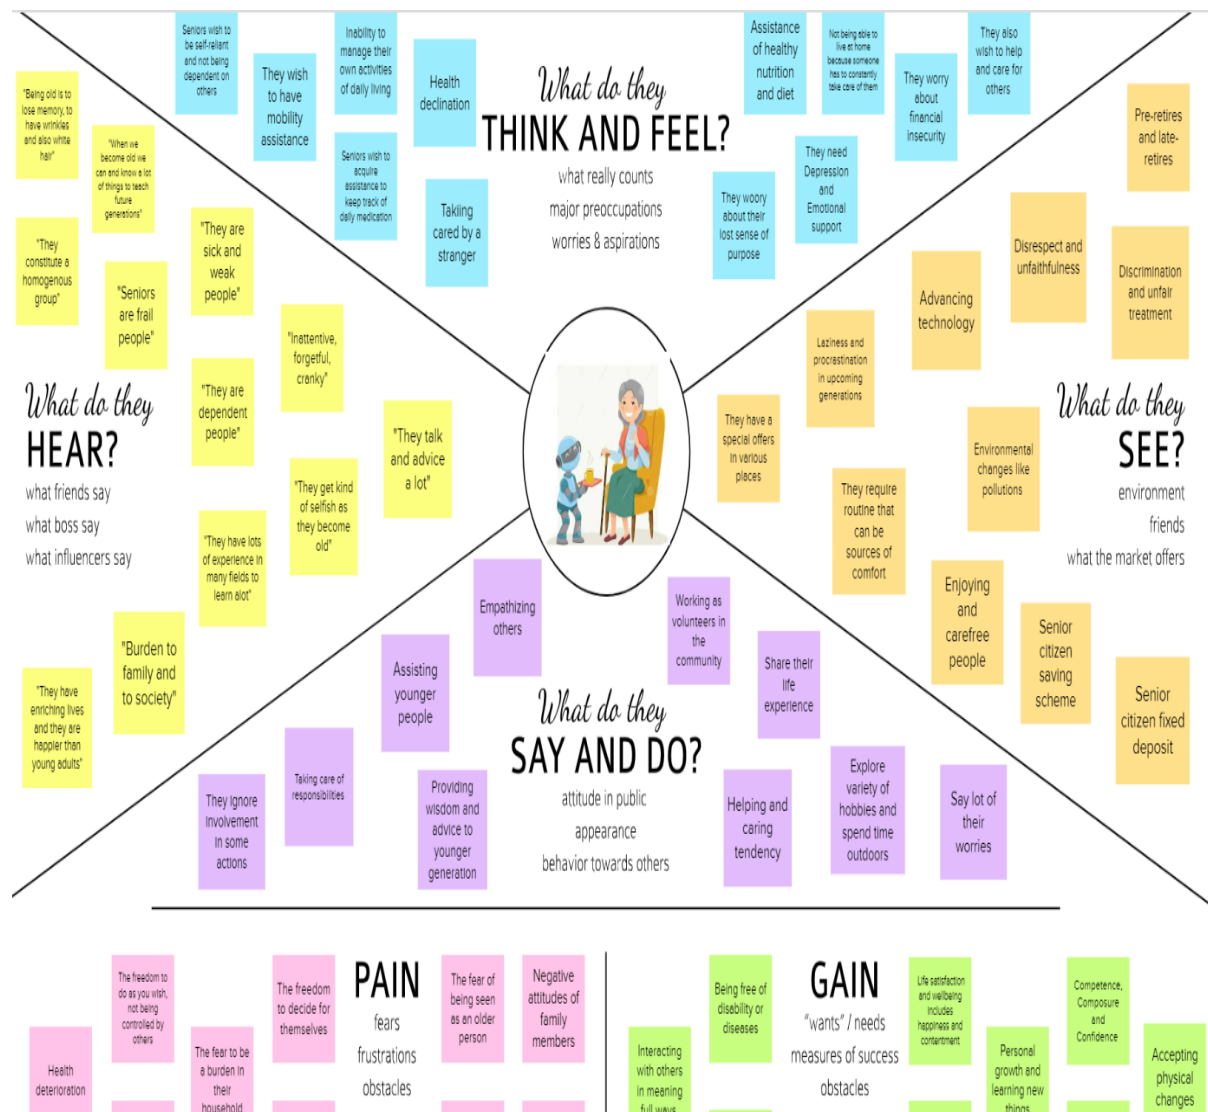 Seniors wish to
be self-reliant
and not being
dependent on
others
They wish
to have
mobility
assistance
Inability to
manage their
own activities
of daily living
Health
declination
Seniors wish to
acquire
assistance to
keep track of
daily medication
Takiing
cared by a
stranger
What do they
THINK AND FEEL?
what really counts
major preoccupations
worries & aspirations
Assistance
of healthy
nutrition
and diet
Not being able to
live at home
because someone
has to constantly
take care of them
They worry
about
financial
insecurity
They also
wish to help
and care for
others
They woory
about their
lost sense of
purpose
They need
Depression
and
Emotional
support
"Being old is to
lose memory, to
have wrinkles
and also white
hair"
"When we
become old we
can and know a lot
of things to teach
future
generations"
"They
constitute a
homogenous
group"
"Seniors
are frail
people"
"They are
sick and
weak
people"
"Inattentive,
forgetful,
cranky"
"They are
dependent
people"
"They talk
and advice
a lot"
"They get kind
of selfish as
they become
old"
"They have lots
of experience in
many fields to
learn alot"
"Burden to
family and
to society"
"They have
enriching lives
and they are
happier than
young adults"
What do they
HEAR?
what friends say
what boss say
what influencers say
Pre-retires
and late-
retires
Disrespect and
unfaithfulness
Discrimination
and unfair
treatment
Advancing
technology
Laziness and
procrastination
in upcoming
generations
They have a
special offers
in various
places
Environmental
changes like
pollutions
They require
routine that
can be
sources of
comfort
Enjoying
and
carefree
people
Senior
citizen
saving
scheme
Senior
citizen fixed
deposit
What do they
SEE?
environment
friends
what the market offers
Empathizing
others
Assisting
younger
people
Taking care of
responsibilities
They ignore
involvement
in some
actions
Providing
wisdom and
advice to
younger
generation
What do they
SAY AND DO?
attitude in public
appearance
behavior towards others
Working as
volunteers in
the
community
Share their
life
experience
Helping and
caring
tendency
Explore
variety of
hobbies and
spend time
outdoors
Say lot of
their
worries
Health
deterioration
The freedom to
do as you wish,
not being
controlled by
others
The fear to be
a burden in
their
household
The freedom
to decide for
themselves
PAIN
fears
frustrations
obstacles
The fear of
being seen
as an older
person
Negative
attitudes of
family
members
Interacting
with others
in meaning
full ways
Being free of
disability or
diseases
GAIN
"wants" / needs
measures of success
obstacles
Life satisfaction
and wellbeing
includes
happiness and
contentment
Personal
growth and
learning new
things
Competence,
Composure
and
Confidence
Accepting
physical
changes